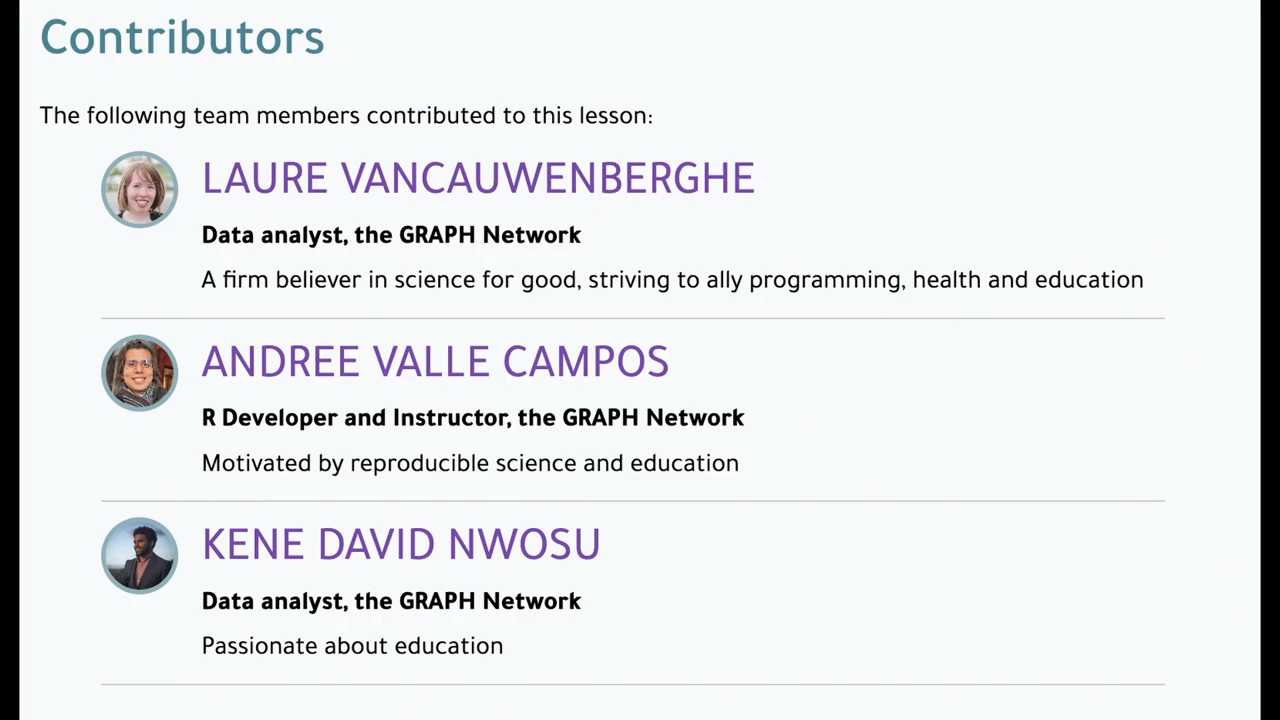 Contributors
The following team members contributed to this lesson:
LAURE VANCAUWENBERGHE
Data analyst, the GRAPH Network
A firm believer in science for good, striving to ally programming, health and education
ANDREE VALLE CAMPOS
R Developer and Instructor, the GRAPH Network
Motivated by reproducible science and education
KENE DAVID NWOSU
Data analyst, the GRAPH Network
Passionate about education